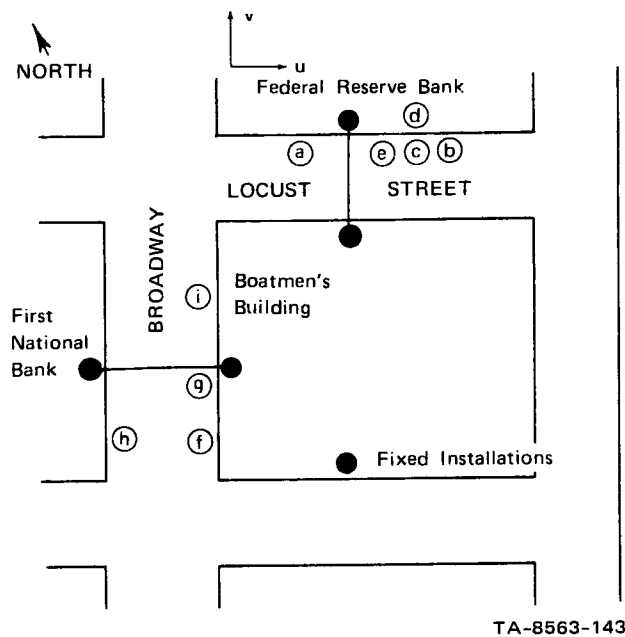 v
u
NORTH
Federal Reserve Bank
d
a
e
c
b
LOCUST STREET
BROADWAY
i
Boatmen's
Building
First
National
Bank
g
h
f
Fixed Installations
TA-8563-143